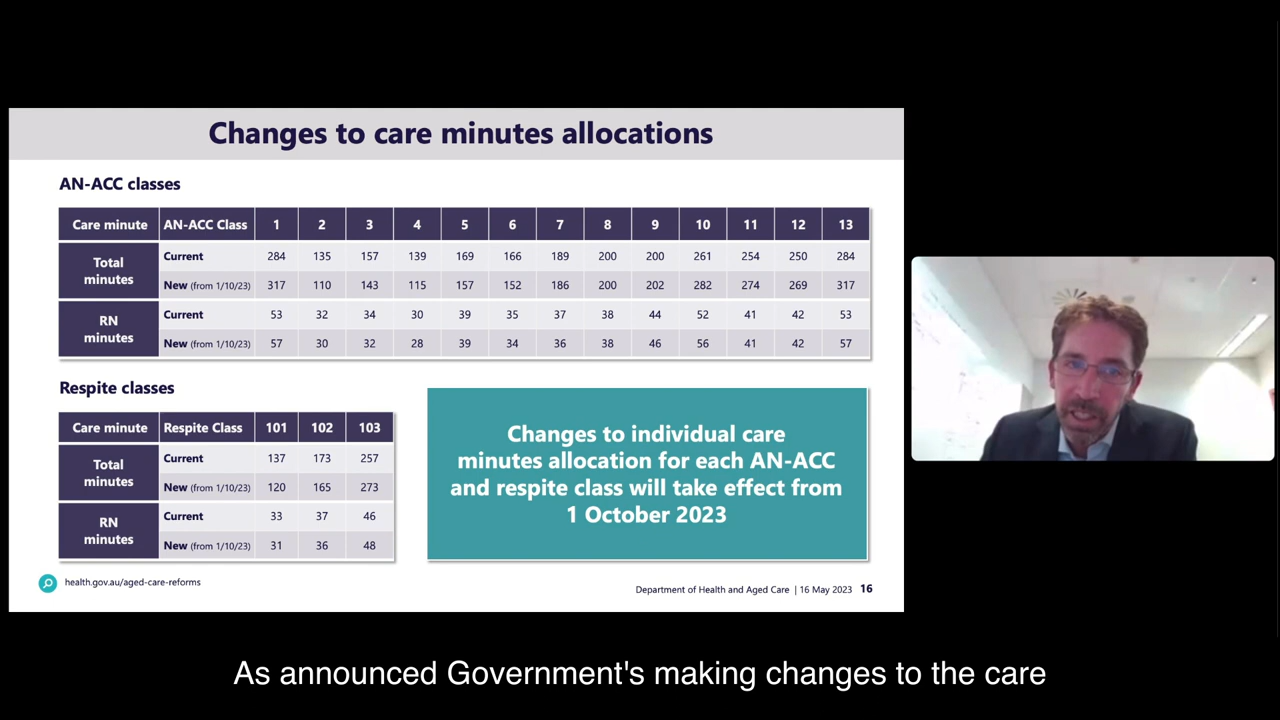 Changes to care minutes allocations
AN-ACC classes
Care minute AN-ACC Class 1 2 3 4 5 6 7 8 9 10 11 12 13
Total minutes
Current 284 135 157 139 169 166 189 200 200 261 254 250 284
New (from 1/10/23) 317 110 143 115 157 152 186 200 202 282 274 269 317
RN minutes
Current 53 32 34 30 39 35 37 38 44 52 41 42 53
New (from 1/10/23) 57 30 32 28 39 34 36 38 46 56 41 42 57
Respite classes
Care minute Respite Class 101 102 103
Total minutes
Current 137 173 257
New (from 1/10/23) 120 165 273
RN minutes
Current 33 37 46
New (from 1/10/23) 31 36 48
Changes to individual care
minutes allocation for each AN-ACC
and respite class will take effect from
1 October 2023
health.gov.au/aged-care-reforms
Department of Health and Aged Care | 16 May 2023 16
As announced Government's making changes to the care